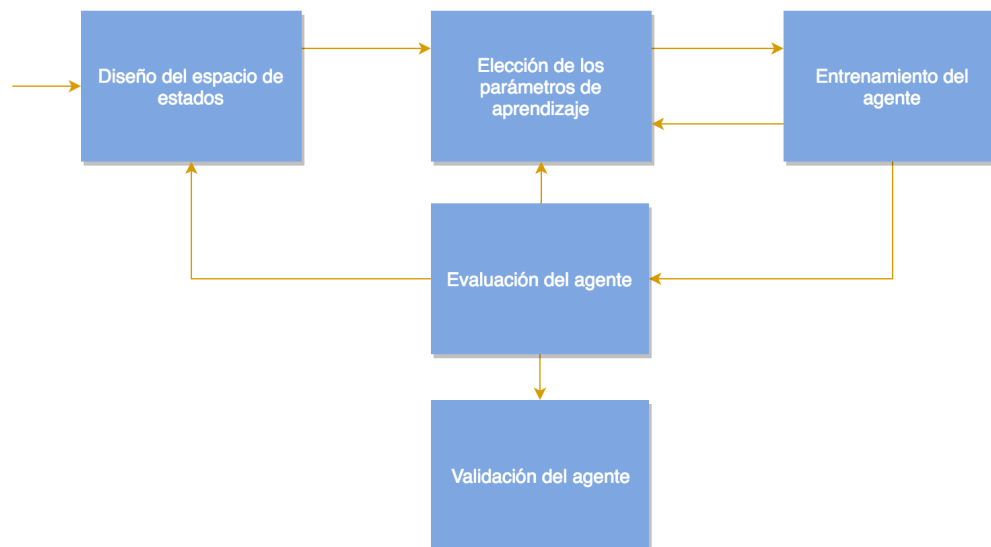 Diseño del espacio de
estados
Elección de los
parámetros de
aprendizaje
Entrenamiento del
agente
Evaluación del agente
Validación del agente